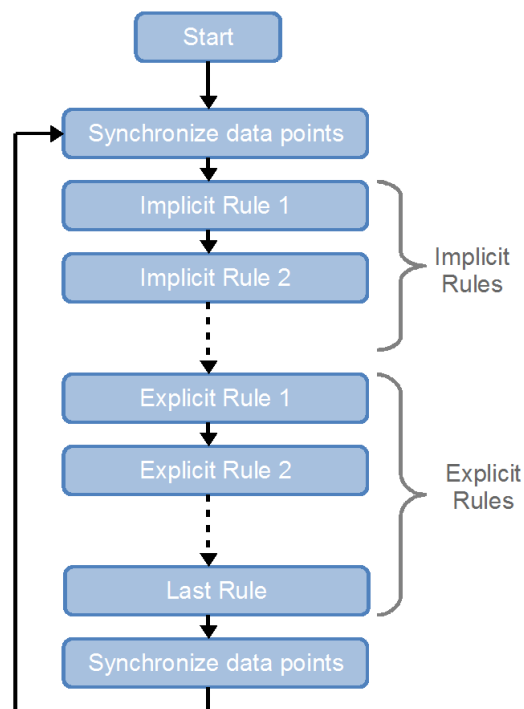 Start
Synchronize data points
Implicit Rule 1
Implicit Rule 2
Implicit
Rules
Explicit Rule 1
Explicit Rule 2
Explicit
Rules
Last Rule
Synchronize data points